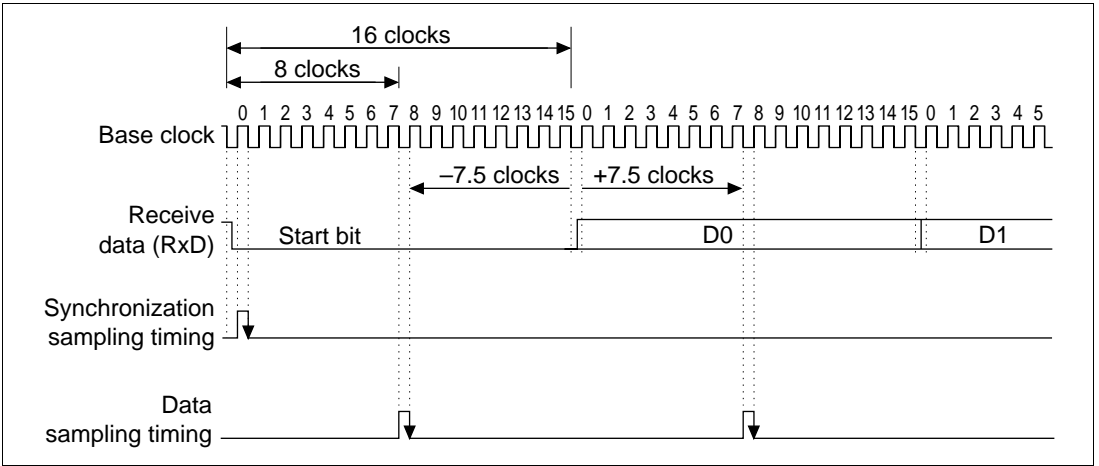 16 clocks
8 clocks
0 1 2 3 4 5 6 7 8 9 10 11 12 13 14 15 0 1 2 3 4 5 6 7 8 9 10 11 12 13 14 15 0 1 2 3 4 5
Base clock
–7.5 clocks +7.5 clocks
Receive
data (RxD)
Start bit D0 D1
Synchronization
sampling timing
Data
sampling timing